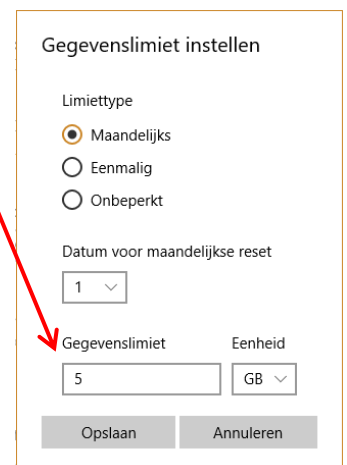 Gegevenslimiet instellen
Limiettype
Maandelijks
Eenmalig
Onbeperkt
Datum voor maandelijkse reset
1
Gegevenslimiet Eenheid
5 GB
Opslaan Annuleren